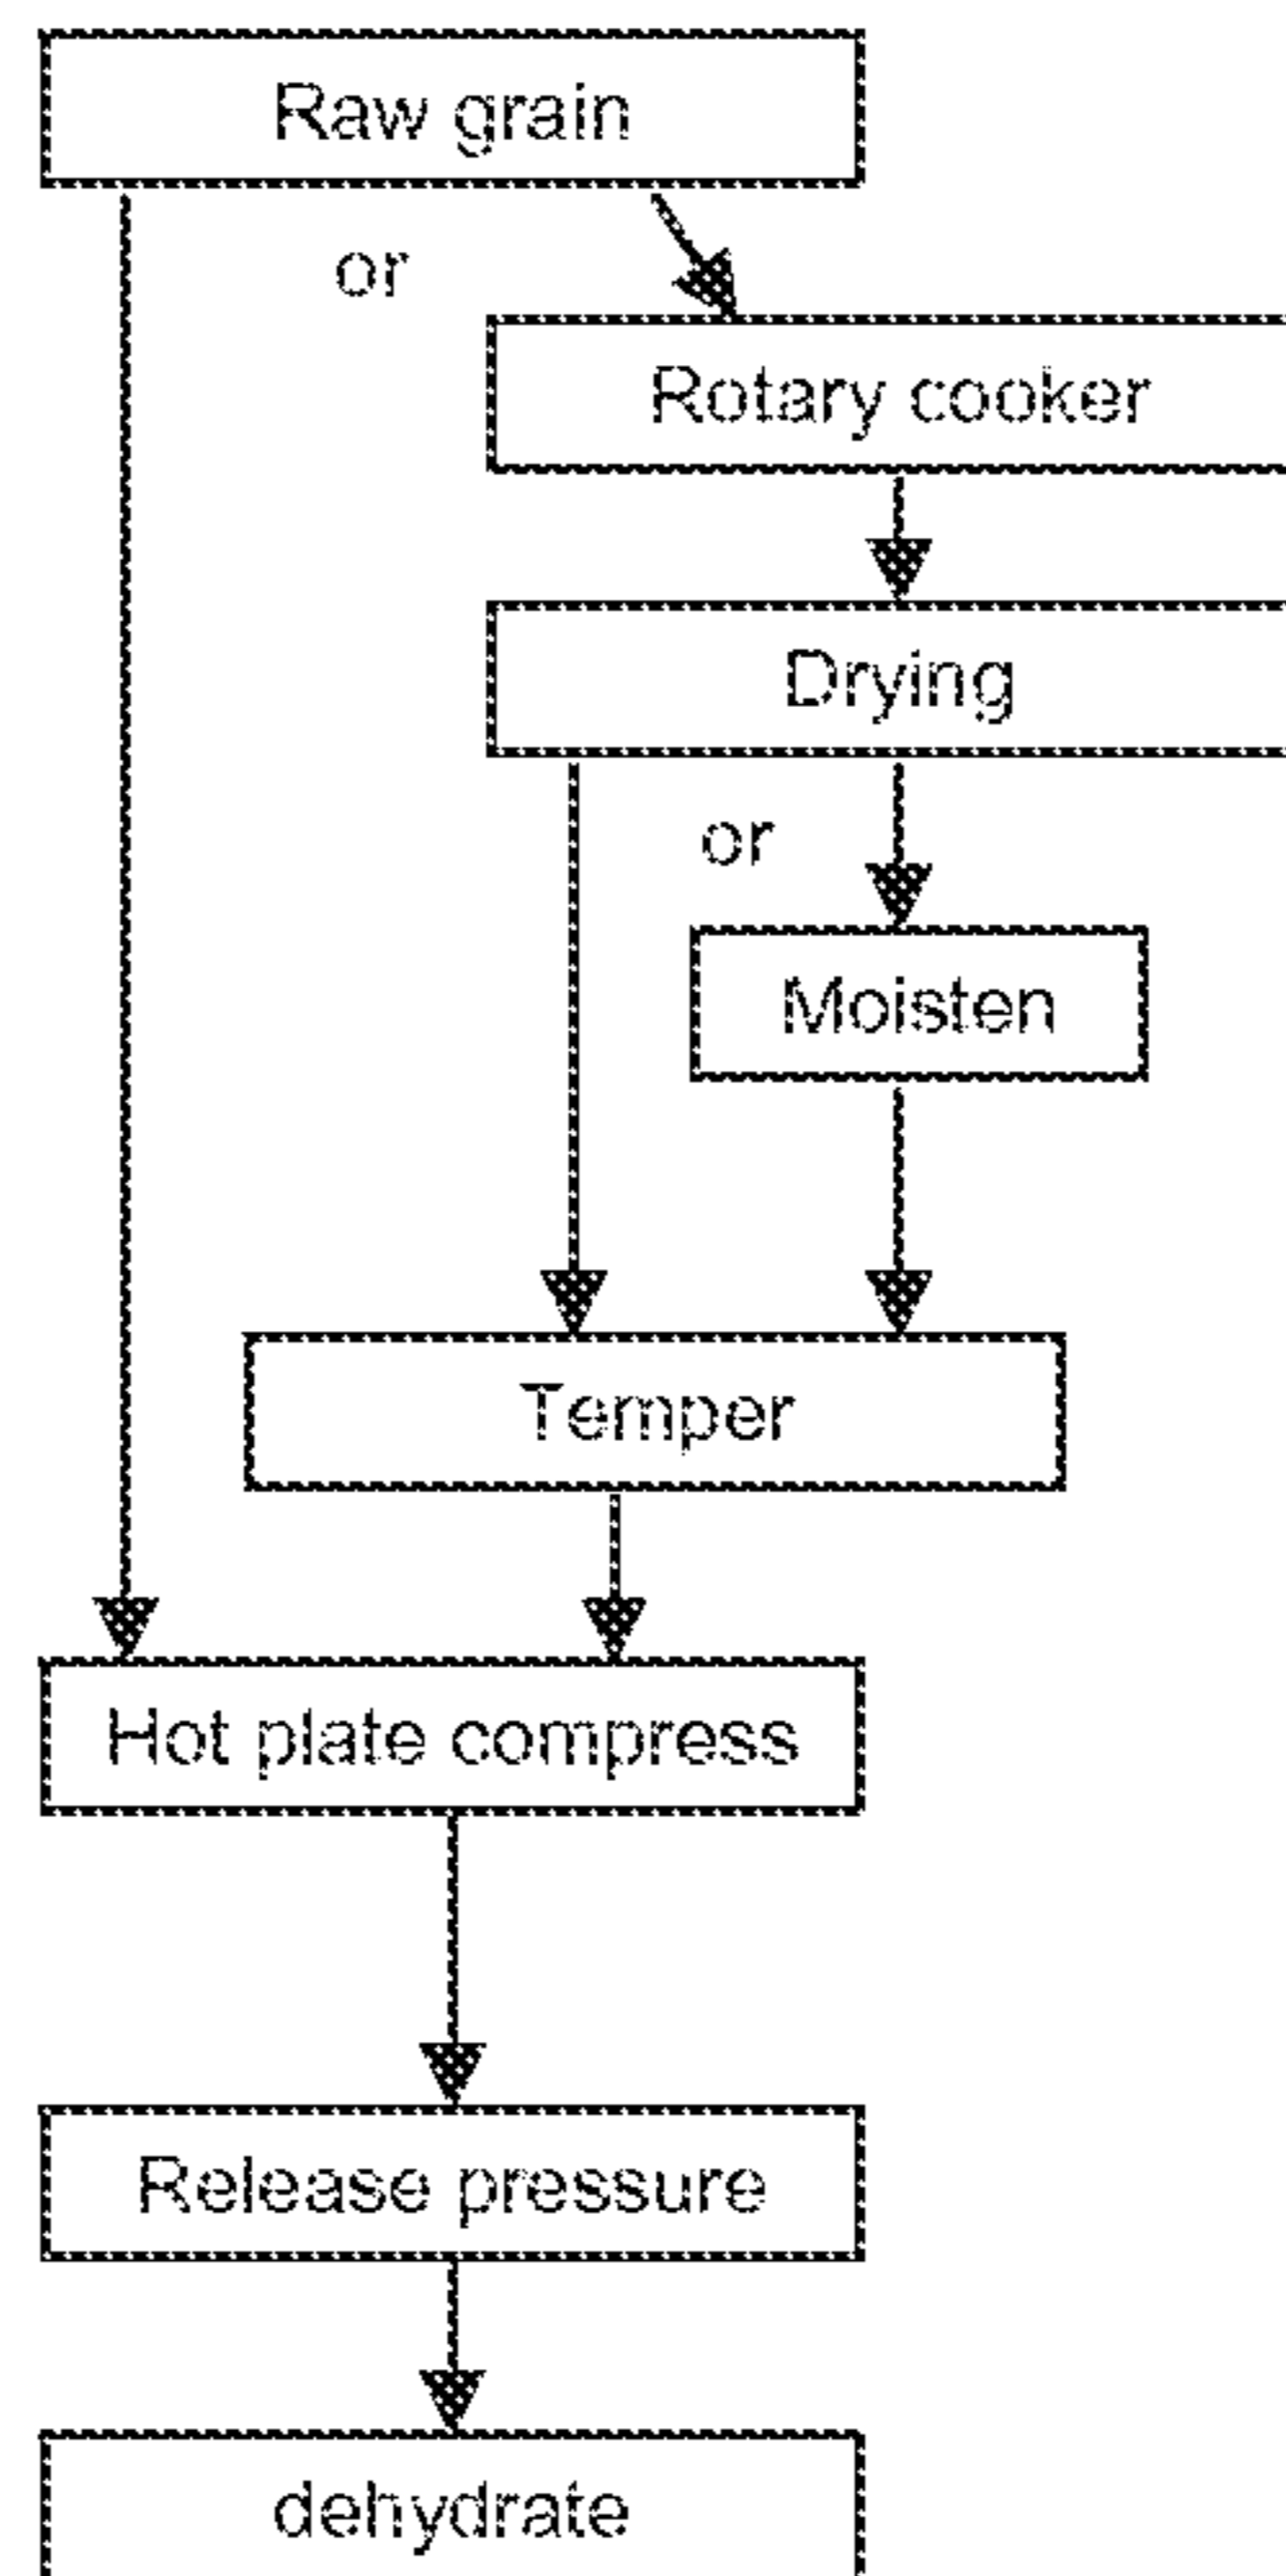 Raw grain
or
Rotary cooker
Drying
or
Moisten
Temper
Hot plate compress
Release pressure
dehydrate